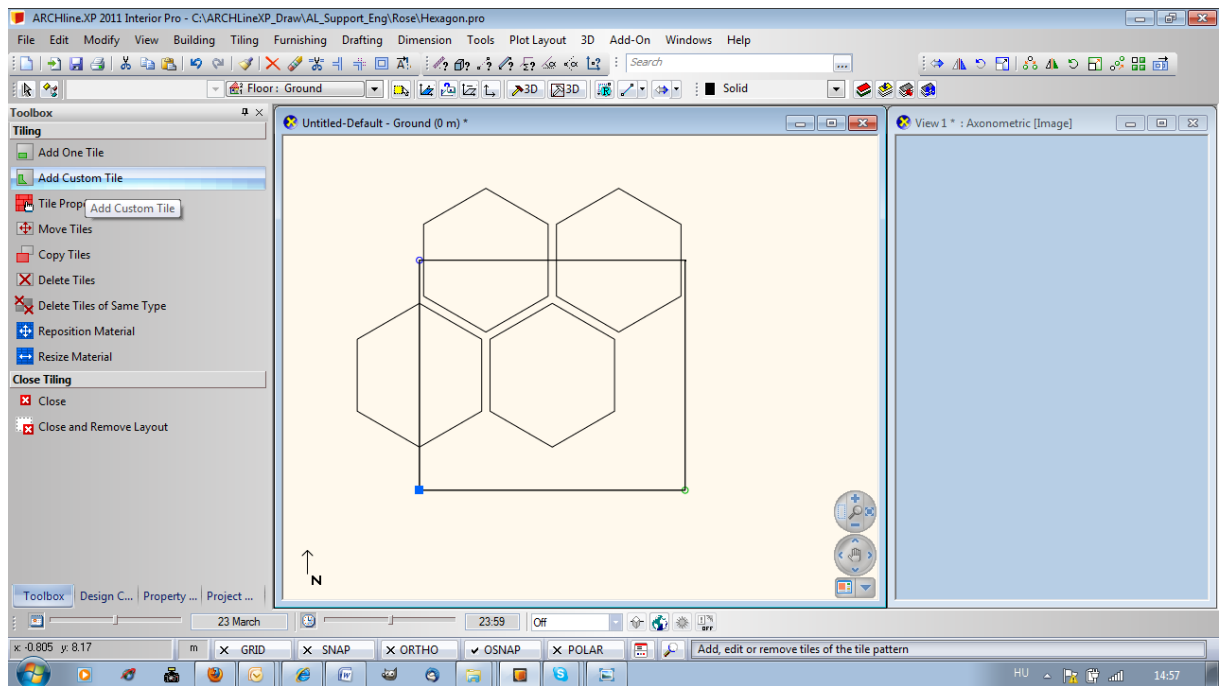 ARCHline.XP 2011 Interior Pro - C:\ARCHLineXP_Draw\AL_Support_Eng\Rose\Hexagon.pro
File Edit Modify View Building Tiling Furnishing Drafting Dimension Tools Plot Layout 3D Add-On Windows Help
Search
Floor: Ground 3D 3D Solid
Toolbox
Tiling
Add One Tile
Add Custom Tile
Tile Prop
Add Custom Tile
Move Tiles
Copy Tiles
Delete Tiles
Delete Tiles of Same Type
Reposition Material
Resize Material
Close Tiling
Close
Close and Remove Layout
Untitled-Default - Ground (0 m) *
View 1 * : Axonometric [Image]
N
Toolbox Design C... Property ... Project ...
23 March 23:59 Off OFF
x: -0.805 y: 8.17 m X GRID X SNAP X ORTHO ✓ OSNAP X POLAR Add, edit or remove tiles of the tile pattern
HU 14:57